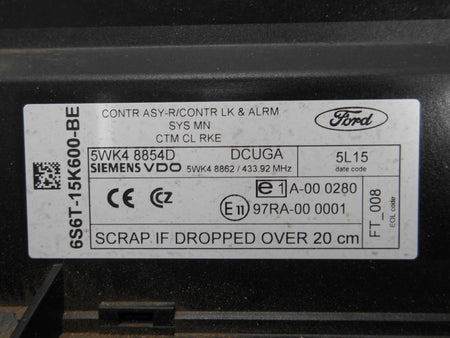 6S6T-15K600-BE
CONTR ASY-R/CONTR LK & ALRM
SYS MN
CTM CL RKE
Ford
5WK4 8854D DCUGA 5L15
SIEMENS VDO 5WK4 8862 / 433.92 MHz date code
CE CZ e1 A-00 0280
E11 97RA-00 0001
FT_008
EOL code
SCRAP IF DROPPED OVER 20 cm